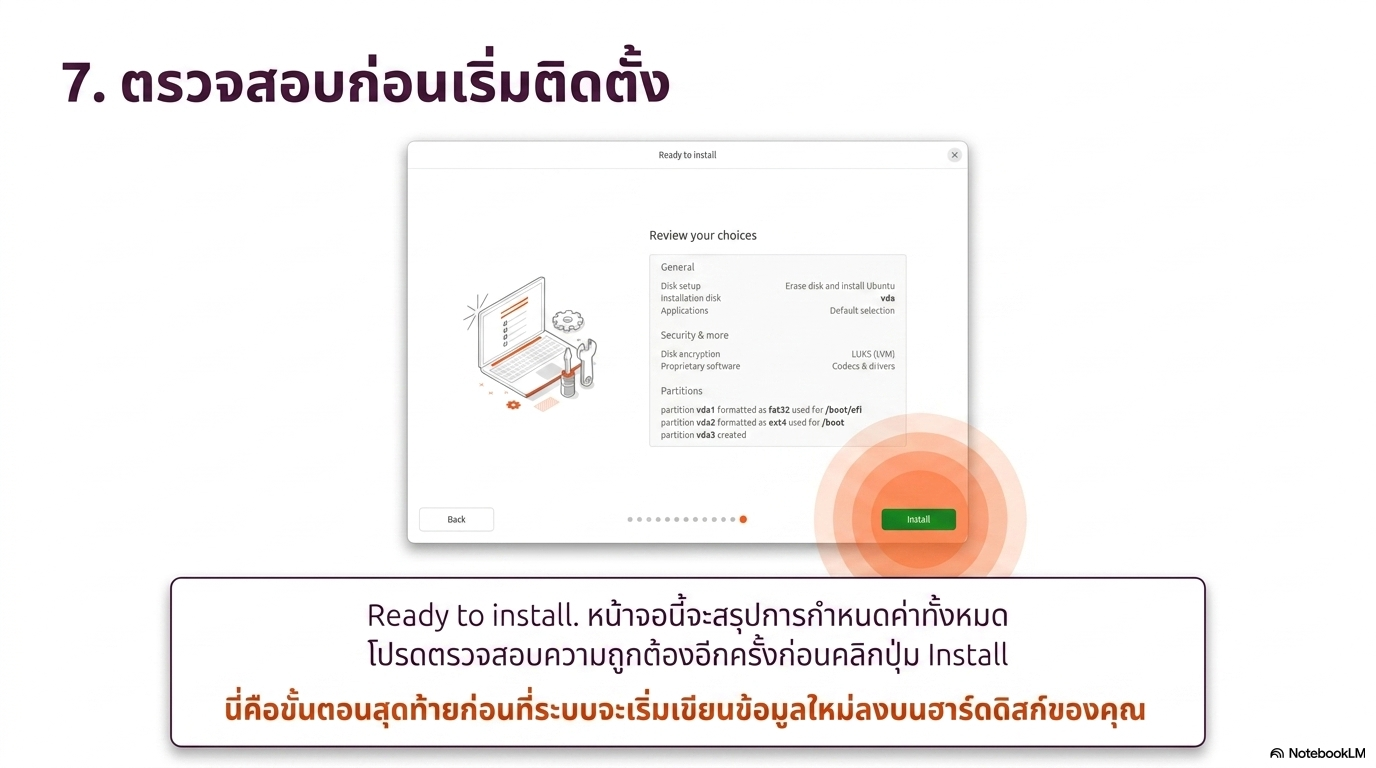 7. ตรวจสอบก่อนเริ่มติดตั้ง
Ready to install
Review your choices
General
Disk setup Erase disk and install Ubuntu
Installation disk vda
Applications Default selection
Security & more
Disk ancryption LUKS (LVM)
Proprietary software Codecs & drivers
Partitions
partition vda1 formatted as fat32 used for /boot/efi
partition vda2 formatted as ext4 used for /boot
partition vda3 created
Back
Install
Ready to install. หน้าจอนี้จะสรุปการกำหนดค่าทั้งหมด
โปรดตรวจสอบความถูกต้องอีกครั้งก่อนคลิกปุ่ม Install
นี่คือขั้นตอนสุดท้ายก่อนที่ระบบจะเริ่มเขียนข้อมูลใหม่ลงบนฮาร์ดดิสก์ของคุณ
NotebookLM